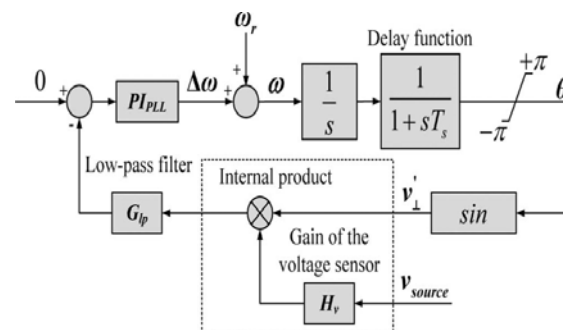 ω_r
Delay function
0
+
-
PI_PLL
Δω
+
+
ω
1
s
1
1+sT_s
+π
-π
θ
Low-pass filter
Internal product
G_lp
v'_⊥
sin
Gain of the
voltage sensor
H_v
v_source